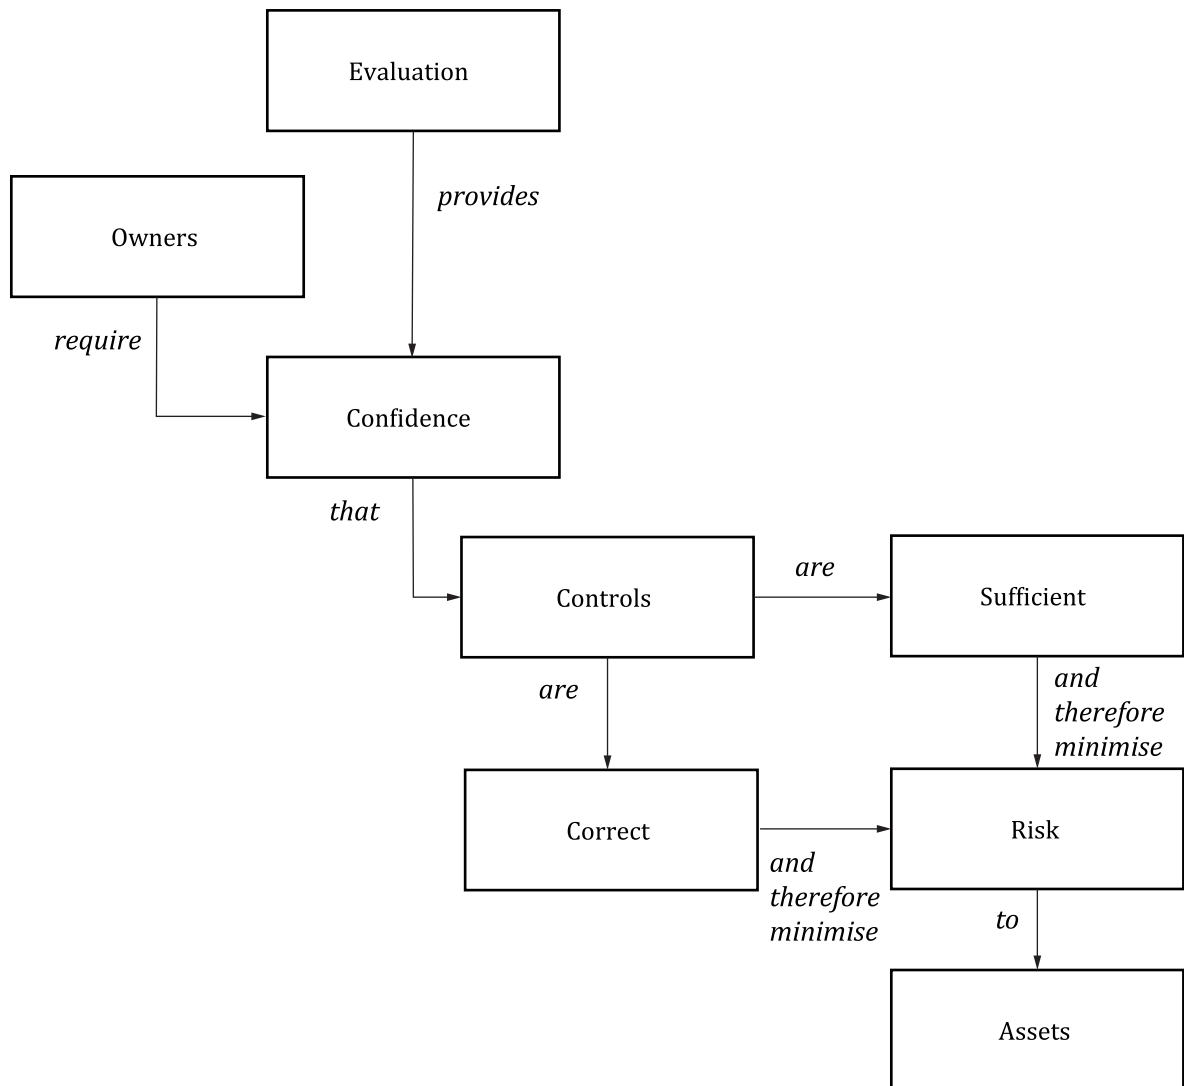 Evaluation
provides
Owners
require
Confidence
that
Controls
are
Sufficient
are
and
therefore
minimise
Correct
and
therefore
minimise
Risk
to
Assets